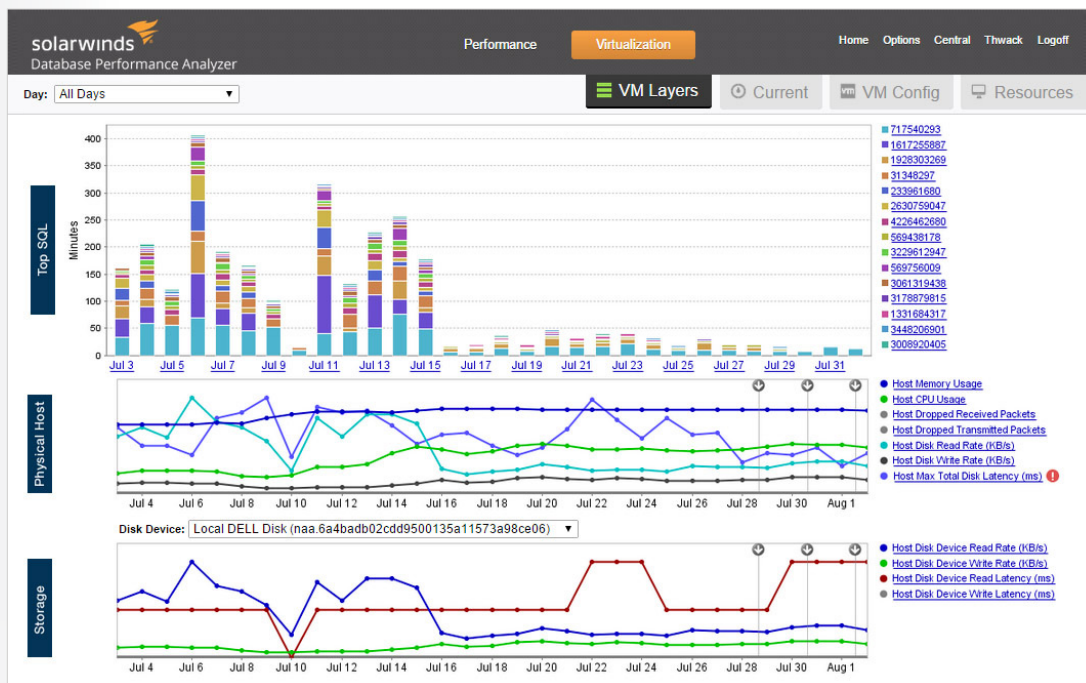 solarwinds
Database Performance Analyzer
Performance
Virtualization
Home Options Central Thwack Logoff
Day: All Days
VM Layers
Current
vm VM Config
Resources
Top SQL
Minutes
400
350
300
250
200
150
100
50
0
Jul 3 Jul 5 Jul 7 Jul 9 Jul 11 Jul 13 Jul 15 Jul 17 Jul 19 Jul 21 Jul 23 Jul 25 Jul 27 Jul 29 Jul 31
717540293
1617255887
1928303269
31348297
233961680
2630759047
4226462680
569438178
3229612947
569756009
3061319438
3178879815
1331684317
3448206901
3008920405
Physical Host
Jul 4 Jul 6 Jul 8 Jul 10 Jul 12 Jul 14 Jul 16 Jul 18 Jul 20 Jul 22 Jul 24 Jul 26 Jul 28 Jul 30 Aug 1
Host Memory Usage
Host CPU Usage
Host Dropped Received Packets
Host Dropped Transmitted Packets
Host Disk Read Rate (KB/s)
Host Disk Write Rate (KB/s)
Host Max Total Disk Latency (ms)
Disk Device: Local DELL Disk (naa.6a4badb02cdd9500135a11573a98ce06)
Storage
Jul 4 Jul 6 Jul 8 Jul 10 Jul 12 Jul 14 Jul 16 Jul 18 Jul 20 Jul 22 Jul 24 Jul 26 Jul 28 Jul 30 Aug 1
Host Disk Device Read Rate (KB/s)
Host Disk Device Write Rate (KB/s)
Host Disk Device Read Latency (ms)
Host Disk Device Write Latency (ms)